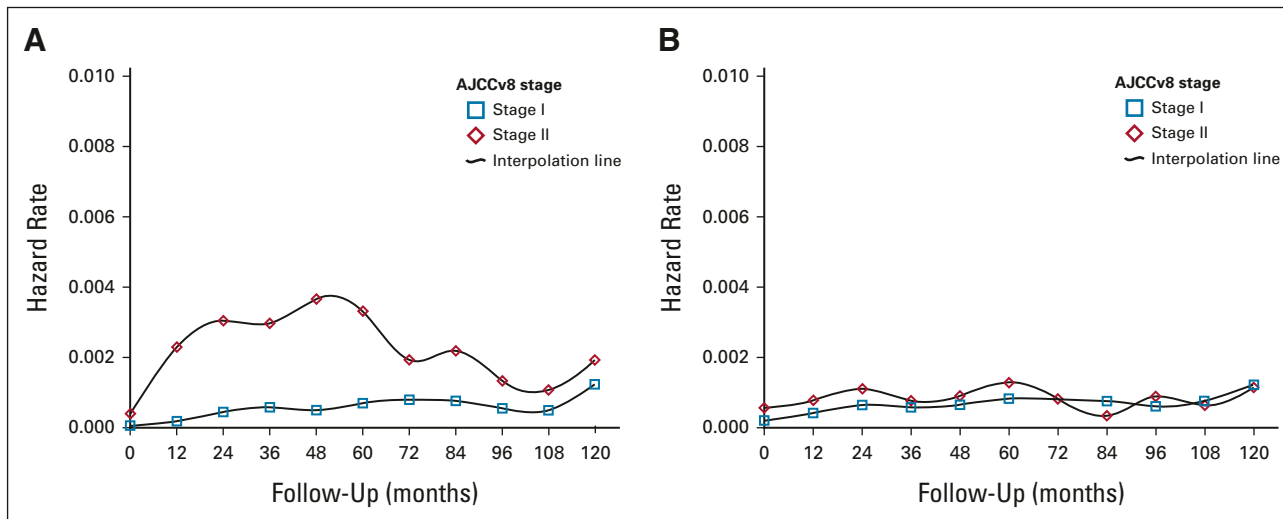 A
0.010
0.008
0.006
0.004
0.002
0.000
Hazard Rate
AJCCv8 stage
Stage I
Stage II
Interpolation line
0 12 24 36 48 60 72 84 96 108 120
Follow-Up (months)
B
0.010
0.008
0.006
0.004
0.002
0.000
Hazard Rate
AJCCv8 stage
Stage I
Stage II
Interpolation line
0 12 24 36 48 60 72 84 96 108 120
Follow-Up (months)